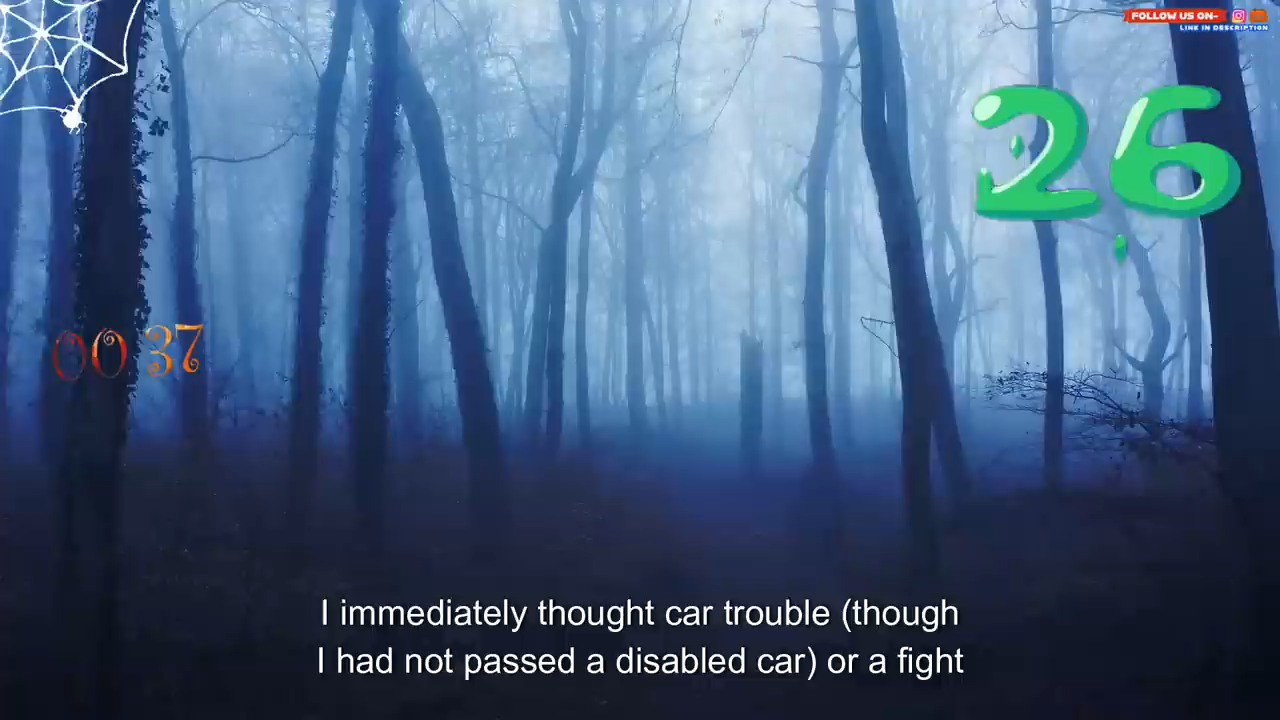 FOLLOW US ON-
LINK IN DESCRIPTION
26
00 37
I immediately thought car trouble (though
I had not passed a disabled car) or a fight